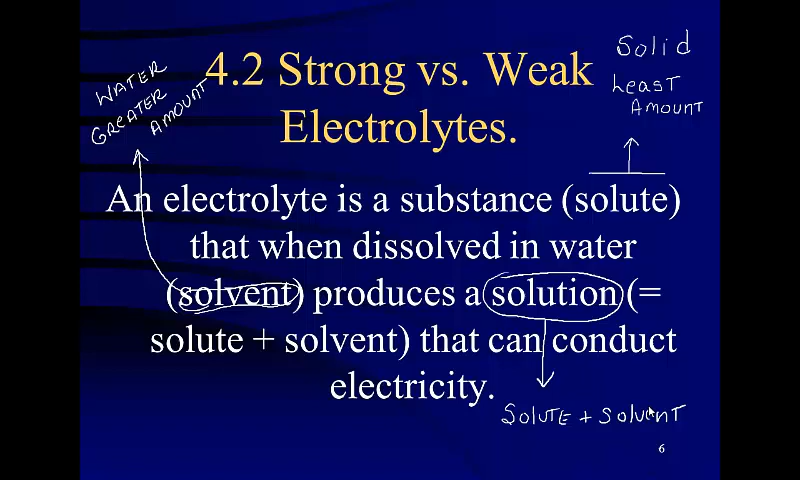 4.2 Strong vs. Weak
Electrolytes.
WATER
GREATER
AMOUNT
Solid
Least
AMOUNT
An electrolyte is a substance (solute)
that when dissolved in water
(solvent) produces a solution (=
solute + solvent) that can conduct
electricity.
SOLUTE + SOLVENT
6